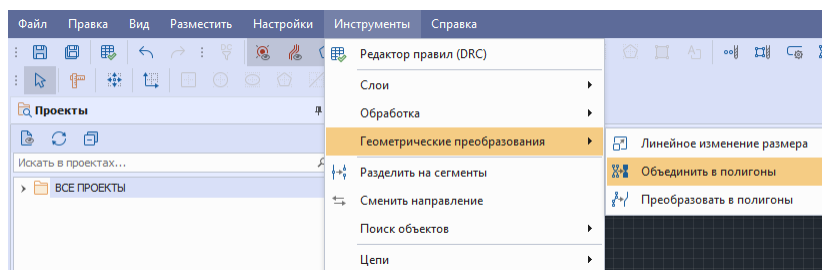 Файл Правка Вид Разместить Настройки Инструменты Справка
Редактор правил (DRC)
Слои
Проекты
Обработка
Геометрические преобразования
Линейное изменение размера
Искать в проектах...
Разделить на сегменты
Объединить в полигоны
ВСЕ ПРОЕКТЫ
Сменить направление
Преобразовать в полигоны
Поиск объектов
Цепи